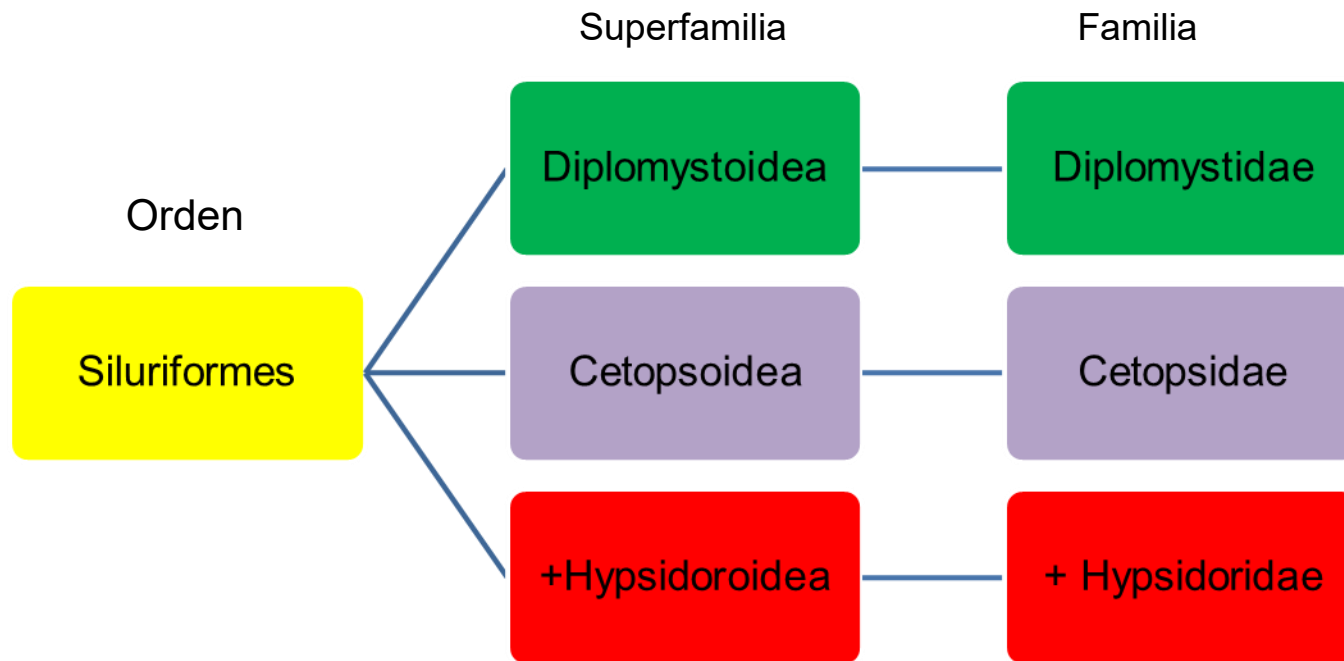 Superfamilia
Familia
Diplomystoidea
Diplomystidae
Orden
Siluriformes
Cetopsoidea
Cetopsidae
+Hypsidoroidea
+ Hypsidoridae